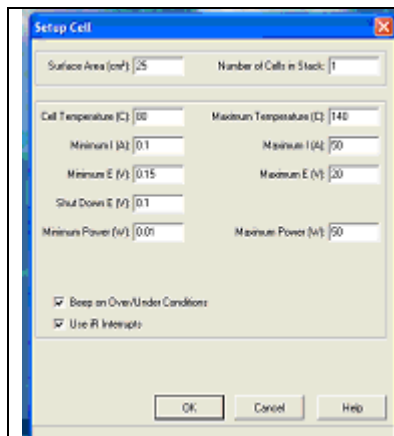 Setup Cell
Surface Area (cm²): 25 Number of Cells in Stack: 1
Cell Temperature (C): 80 Maximum Temperature (C): 140
Minimum I (A): 0.1 Maximum I (A): 50
Minimum E (V): 0.15 Maximum E (V): 20
Shut Down E (V): 0.1
Minimum Power (W): 0.01 Maximum Power (W): 50
Beep on Over/Under Conditions
Use iR Interrupts
OK Cancel Help